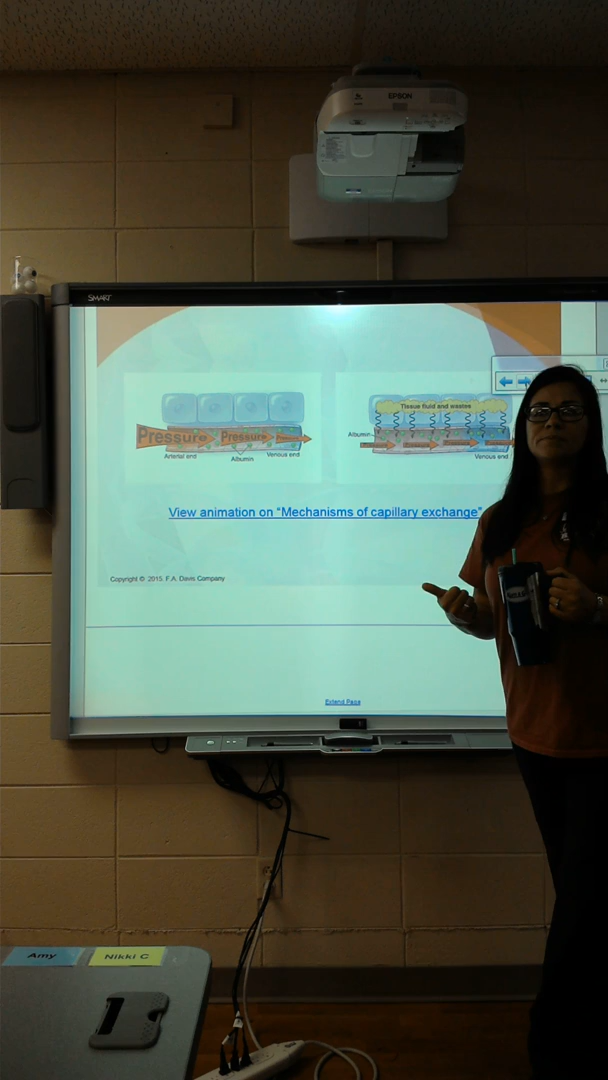 EPSON
SMART
Tissue fluid and wastes
Pressure Pressure
Albumin
Arterial end
Albumin
Venous end
Venous end
View animation on "Mechanisms of capillary exchange"
Copyright © 2015 F.A. Davis Company
Extend Page
Amy
Nikki C